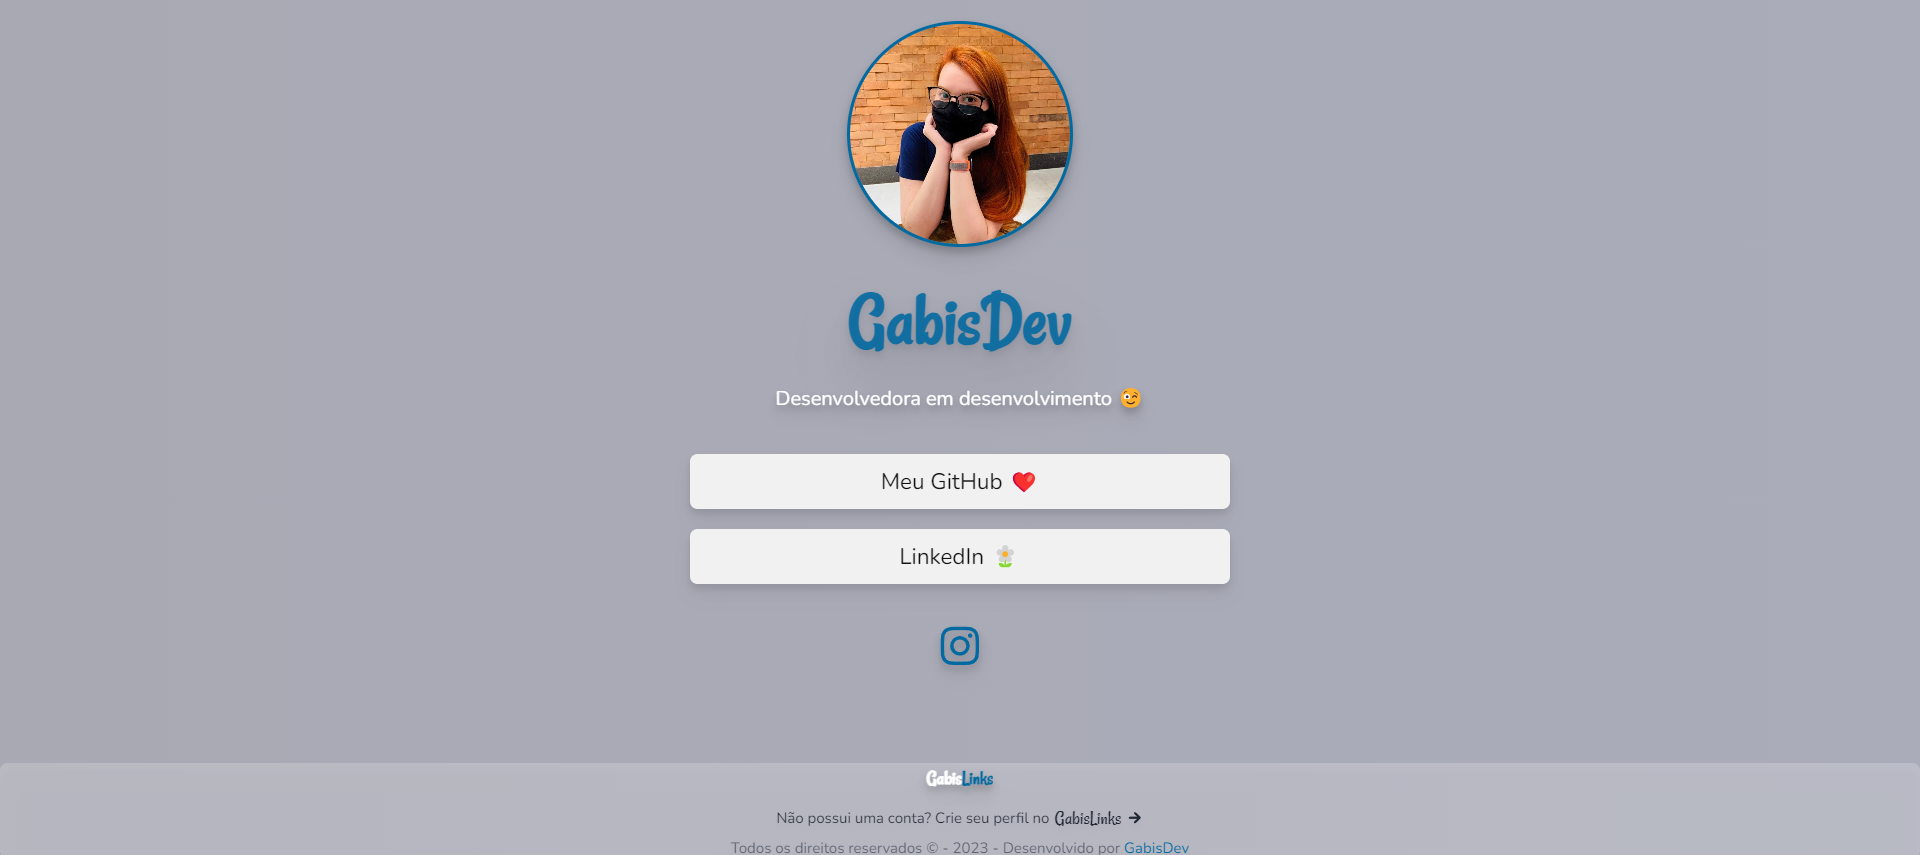 GabisDev
Desenvolvedora em desenvolvimento 😉
Meu GitHub ❤️
LinkedIn 🌼
GabisLinks
Não possui uma conta? Crie seu perfil no GabisLinks →
Todos os direitos reservados © - 2023 - Desenvolvido por GabisDev